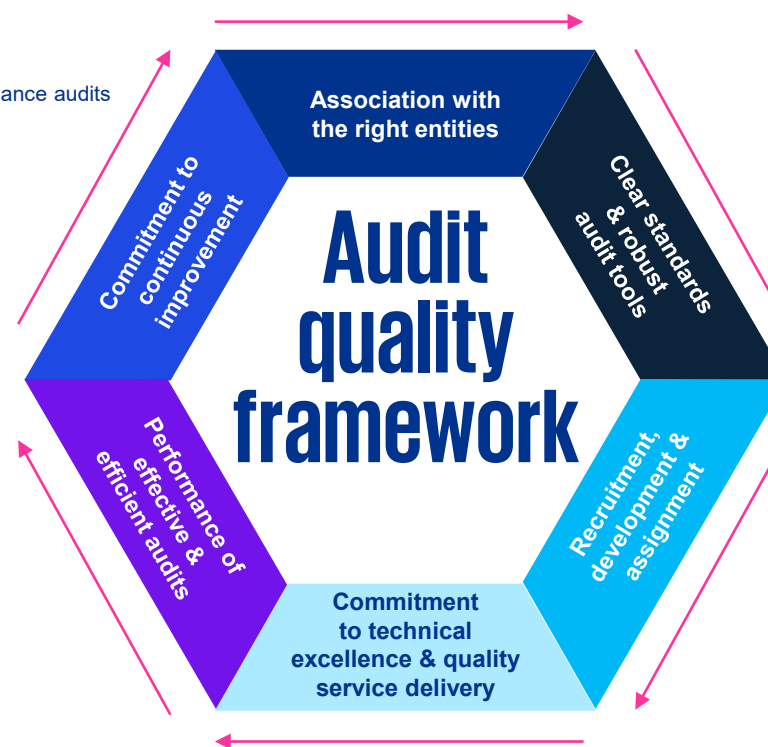 ance audits
Association with
the right entities
Clear standards
& robust
audit tools
Recruitment,
development &
assignment
Commitment
to technical
excellence & quality
service delivery
Performance of
effective &
efficient audits
Commitment to
continuous
improvement
Audit
quality
framework